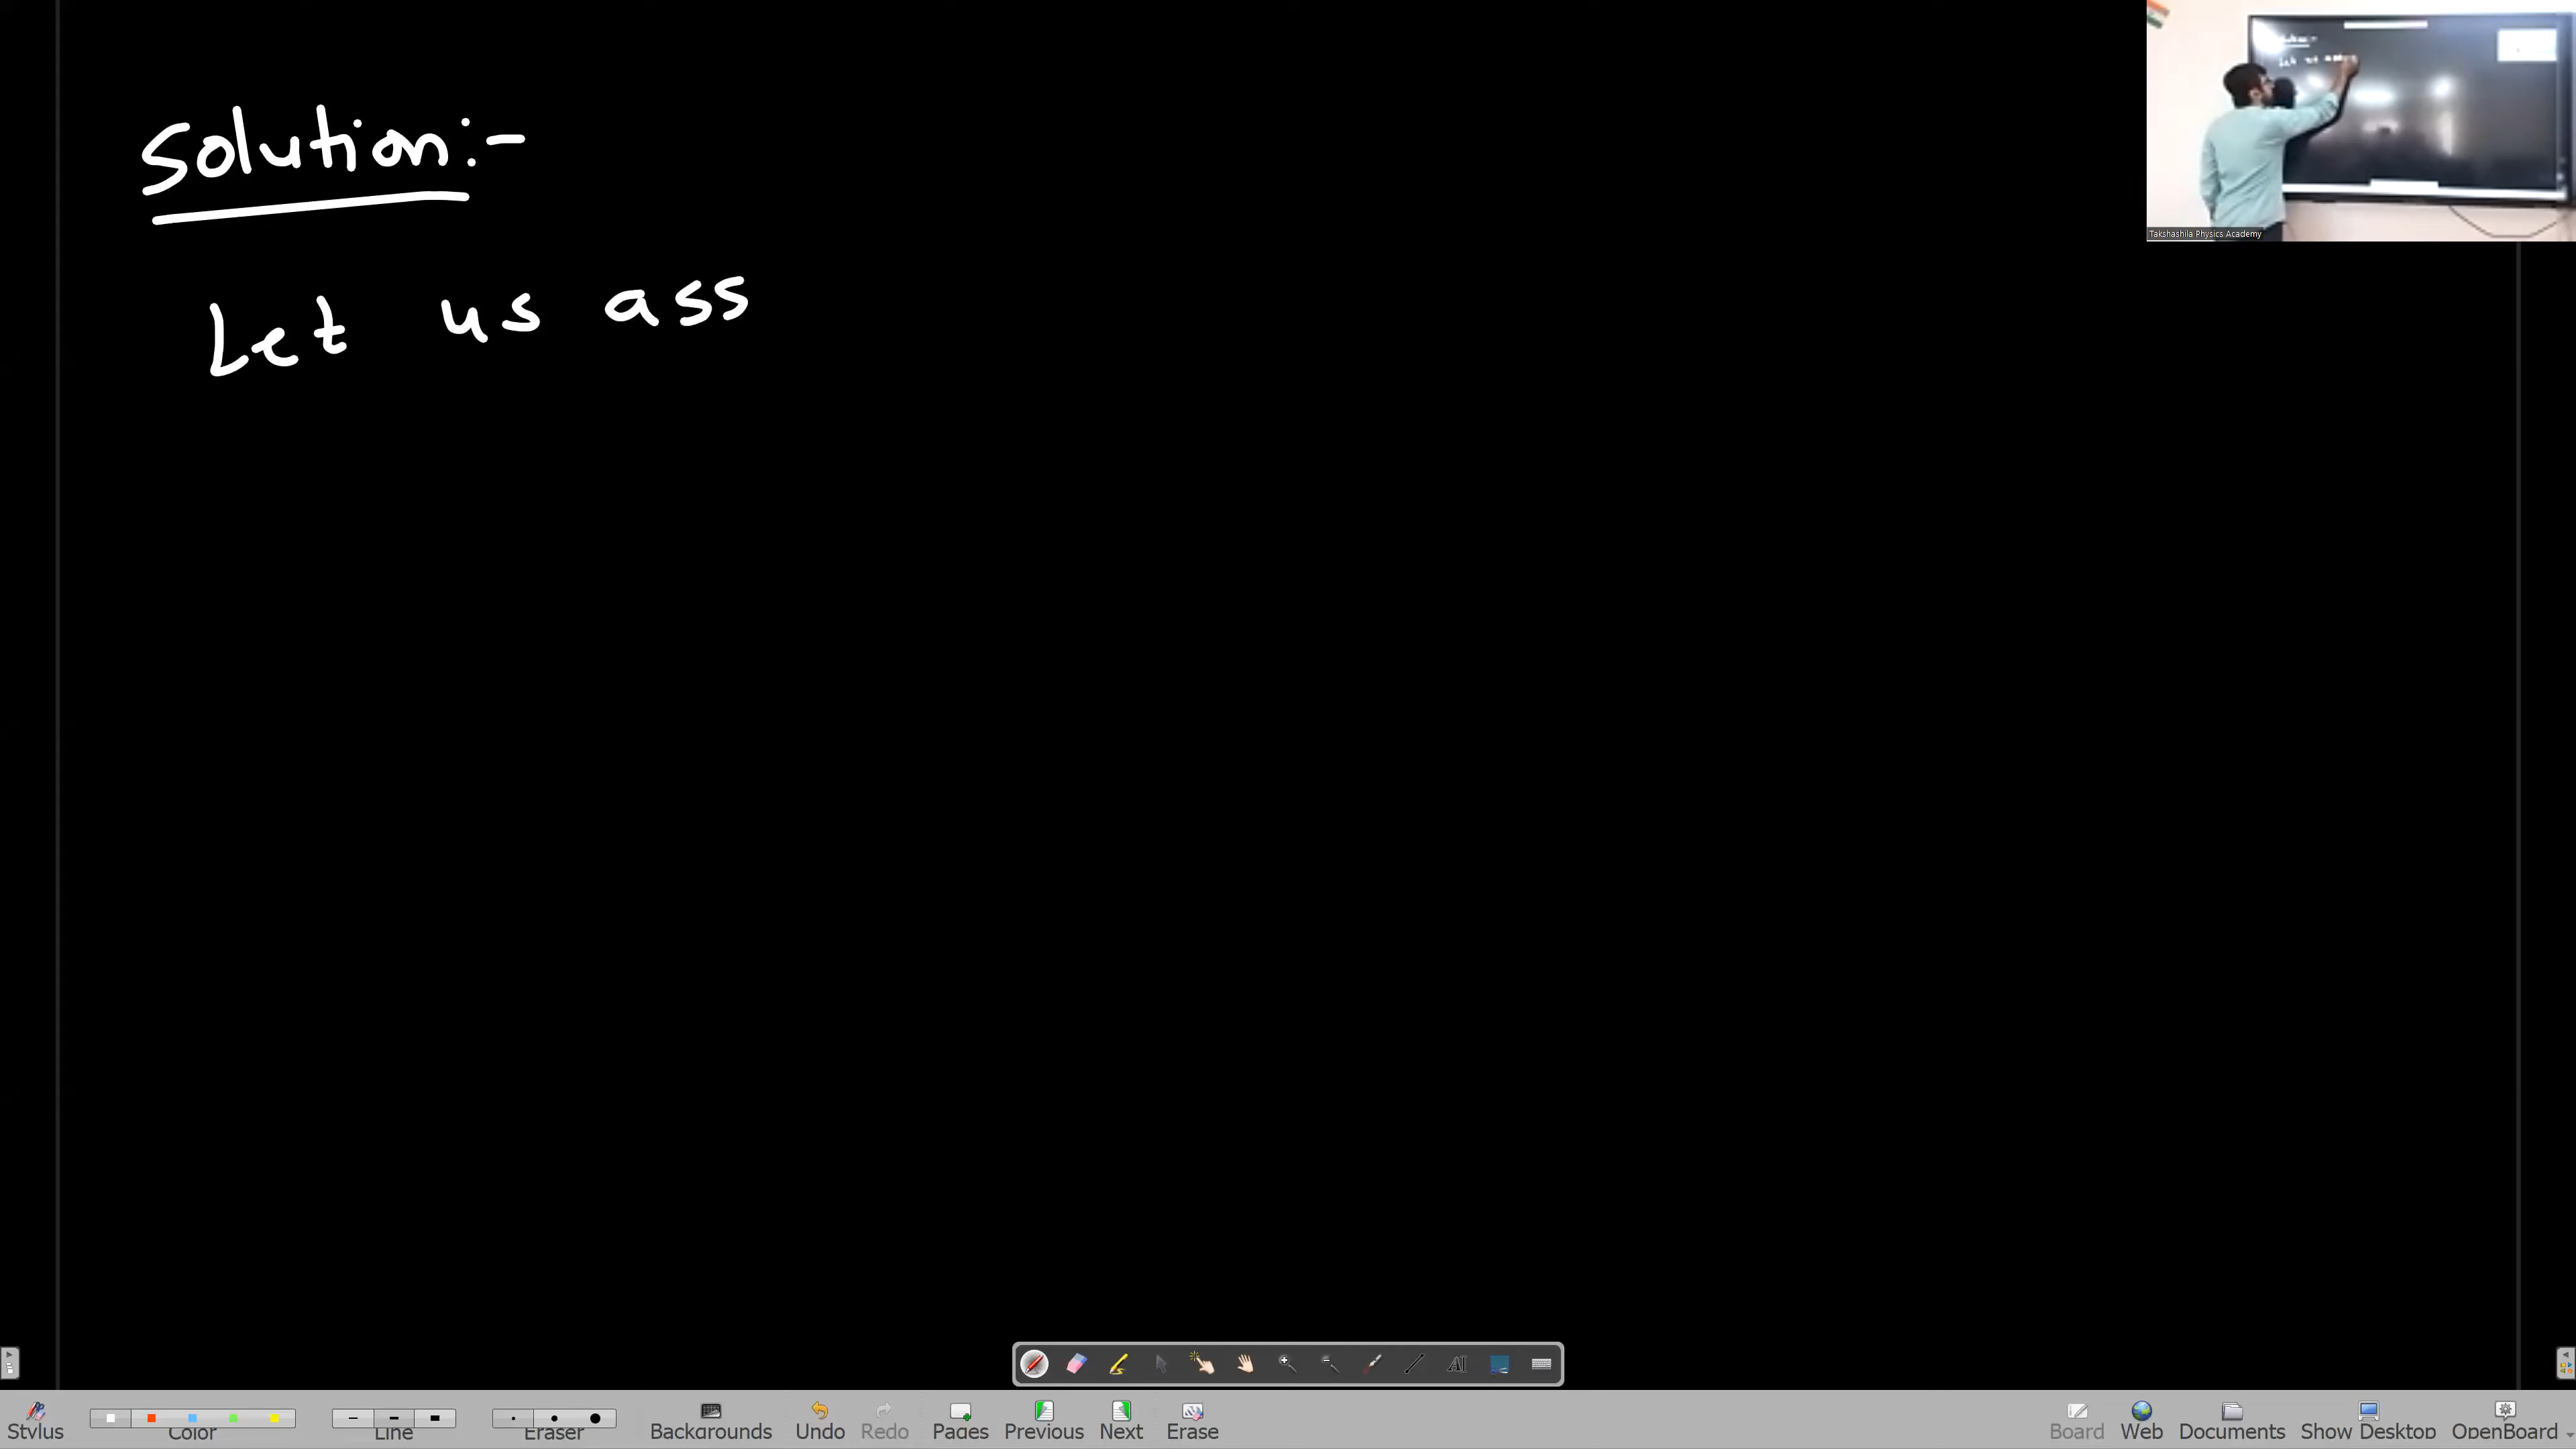 Solution:-
Let us ass
Takshashila Physics Academy
Stylus
Color
Line
Eraser
Backgrounds
Undo
Redo
Pages
Previous
Next
Erase
Board
Web
Documents
Show Desktop
OpenBoard